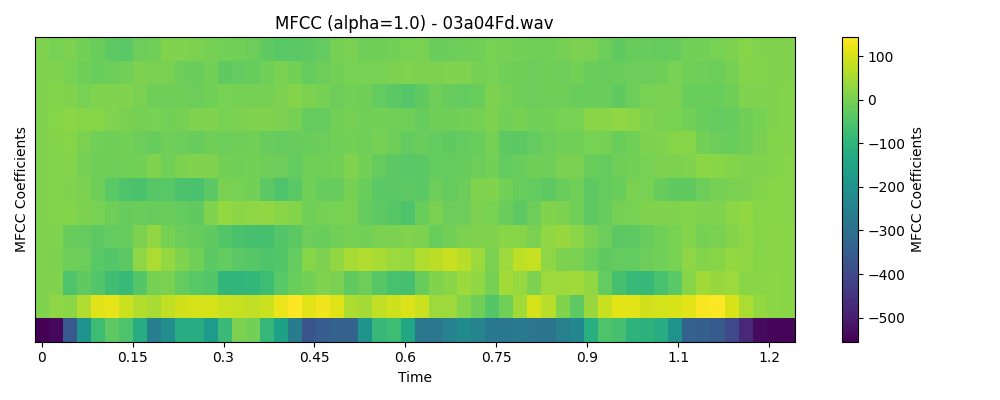 MFCC (alpha=1.0) - 03a04Fd.wav
MFCC Coefficients
0 0.15 0.3 0.45 0.6 0.75 0.9 1.1 1.2
Time
100
0
−100
−200
−300
−400
−500
MFCC Coefficients